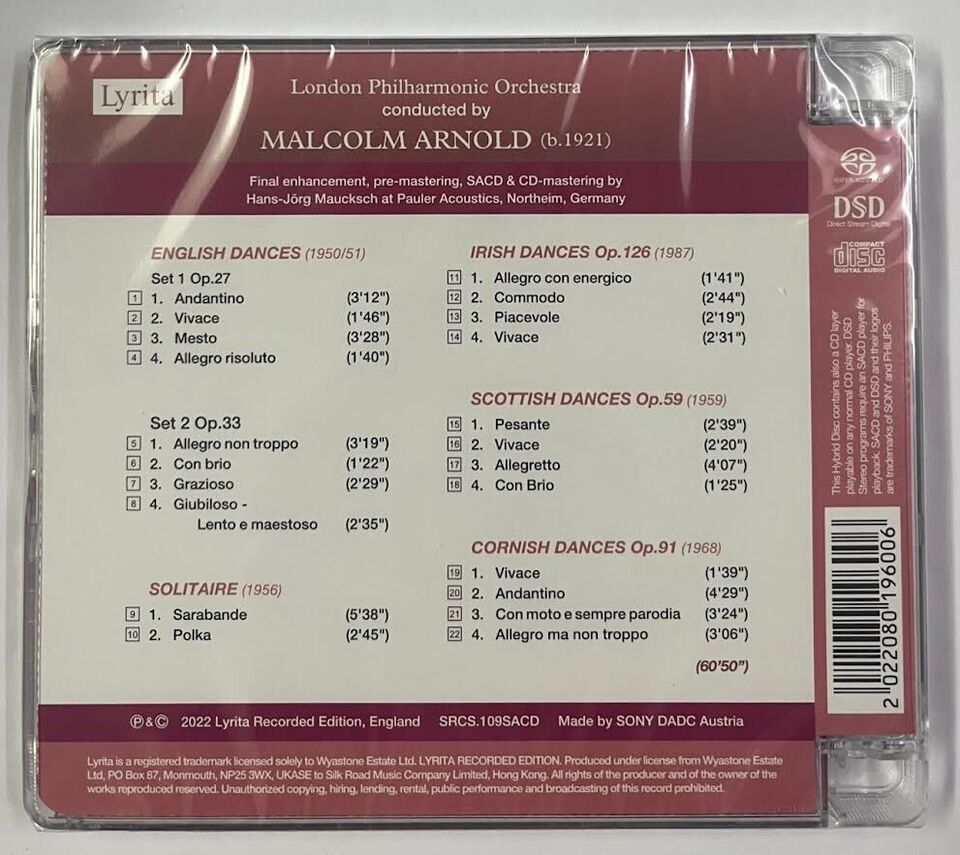 Lyrita
London Philharmonic Orchestra
conducted by
MALCOLM ARNOLD (b.1921)
Final enhancement, pre-mastering, SACD & CD-mastering by
Hans-Jörg Maucksch at Pauler Acoustics, Northeim, Germany
ENGLISH DANCES (1950/51)
Set 1 Op.27
1 1. Andantino (3'12")
2 2. Vivace (1'46")
3 3. Mesto (3'28")
4 4. Allegro risoluto (1'40")
Set 2 Op.33
5 1. Allegro non troppo (3'19")
6 2. Con brio (1'22")
7 3. Grazioso (2'29")
8 4. Giubiloso -
Lento e maestoso (2'35")
SOLITAIRE (1956)
9 1. Sarabande (5'38")
10 2. Polka (2'45")
IRISH DANCES Op.126 (1987)
11 1. Allegro con energico (1'41")
12 2. Commodo (2'44")
13 3. Piacevole (2'19")
14 4. Vivace (2'31")
SCOTTISH DANCES Op.59 (1959)
15 1. Pesante (2'39")
16 2. Vivace (2'20")
17 3. Allegretto (4'07")
18 4. Con Brio (1'25")
CORNISH DANCES Op.91 (1968)
19 1. Vivace (1'39")
20 2. Andantino (4'29")
21 3. Con moto e sempre parodia (3'24")
22 4. Allegro ma non troppo (3'06")
(60'50")
℗ & © 2022 Lyrita Recorded Edition, England SRCS.109SACD Made by SONY DADC Austria
Lyrita is a registered trademark licensed solely to Wyastone Estate Ltd. LYRITA RECORDED EDITION. Produced under license from Wyastone Estate
Ltd, PO Box 87, Monmouth, NP25 3WX, UKASE to Silk Road Music Company Limited, Hong Kong. All rights of the producer and of the owner of the
works reproduced reserved. Unauthorized copying, hiring, lending, rental, public performance and broadcasting of this record prohibited.
SUPER AUDIO CD
DSD
Direct Stream Digital
COMPACT
disc
DIGITAL AUDIO
This Hybrid Disc contains also a CD layer
playable on any normal CD player. DSD
Stereo programs require an SACD player for
playback. SACD and DSD and their logos
are trademarks of SONY and PHILIPS.
2 022080 196006